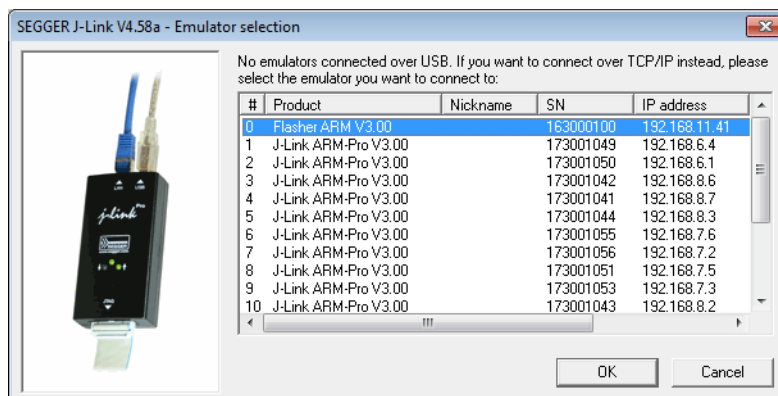 SEGGER J-Link V4.58a - Emulator selection
No emulators connected over USB. If you want to connect over TCP/IP instead, please
select the emulator you want to connect to:
# Product Nickname SN IP address
0 Flasher ARM V3.00 163000100 192.168.11.41
1 J-Link ARM-Pro V3.00 173001049 192.168.6.4
2 J-Link ARM-Pro V3.00 173001050 192.168.6.1
3 J-Link ARM-Pro V3.00 173001042 192.168.8.6
4 J-Link ARM-Pro V3.00 173001041 192.168.8.7
5 J-Link ARM-Pro V3.00 173001044 192.168.8.3
6 J-Link ARM-Pro V3.00 173001055 192.168.7.6
7 J-Link ARM-Pro V3.00 173001056 192.168.7.2
8 J-Link ARM-Pro V3.00 173001051 192.168.7.5
9 J-Link ARM-Pro V3.00 173001053 192.168.7.3
10 J-Link ARM-Pro V3.00 173001043 192.168.8.2
LAN USB
J-Link Pro
JTAG
OK Cancel